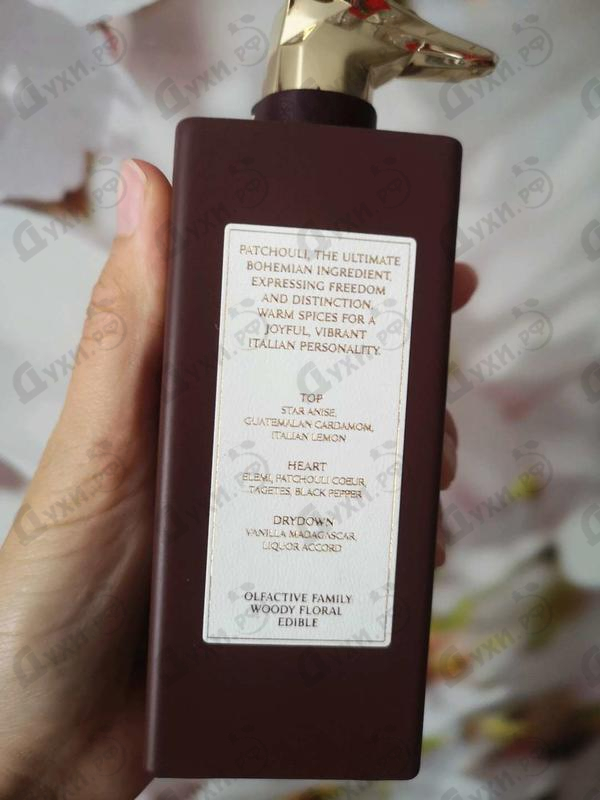 PATCHOULI, THE ULTIMATE
BOHEMIAN INGREDIENT,
EXPRESSING FREEDOM
AND DISTINCTION,
WARM SPICES FOR A
JOYFUL, VIBRANT
ITALIAN PERSONALITY.
TOP
STAR ANISE,
GUATEMALAN CARDAMOM,
ITALIAN LEMON
HEART
ELEMI, PATCHOULI COEUR,
TAGETES, BLACK PEPPER
DRYDOWN
VANILLA MADAGASCAR,
LIQUOR ACCORD
OLFACTIVE FAMILY
WOODY FLORAL
EDIBLE
Духи.рф